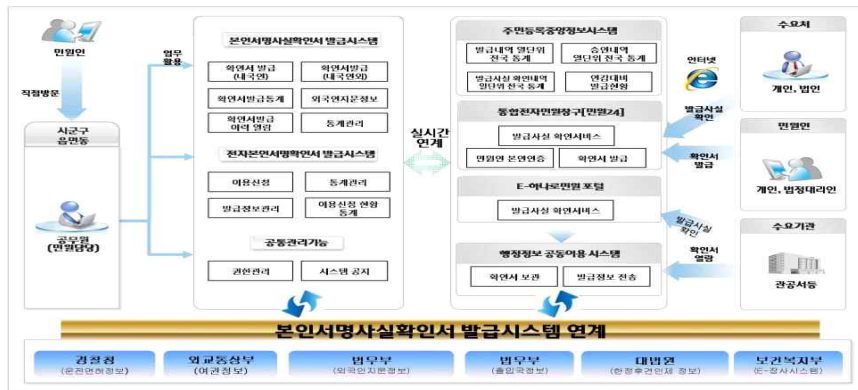 민원인
직접방문
시군구
읍면동
공무원
(민원담당)
업무
활용
본인서명사실확인서 발급시스템
확인서 발급
(내국인)
확인서발급
(내국인외)
확인서발급통계
외국인지문정보
확인서발급
이력 열람
통계관리
전자본인서명확인서 발급시스템
이용신청
통계관리
발급정보관리
이용신청 현황
통계
공통관리기능
권한관리
시스템 공지
실시간
연계
주민등록중앙정보시스템
발급내역 일단위
전국 통계
승인내역
일단위 전국 통계
발급사실 확인내역
일단위 전국 통계
인감대비
발급현황
통합전자민원창구[민원24]
발급사실 확인서비스
민원인 본인인증
확인서 발급
E-하나로민원 포털
발급사실 확인서비스
행정정보 공동이용 시스템
확인서 보관
발급정보 전송
인터넷
발급사실
확인
확인서
발급
발급사실
확인
확인서
열람
수요처
개인, 법인
민원인
개인, 법정대리인
수요기관
관공서등
본인서명사실확인서 발급시스템 연계
경찰청
(운전면허정보)
외교통상부
(여권정보)
법무부
(외국인지문정보)
법무부
(출입국정보)
대법원
(한정후견인제 정보)
보건복지부
(E-장사시스템)